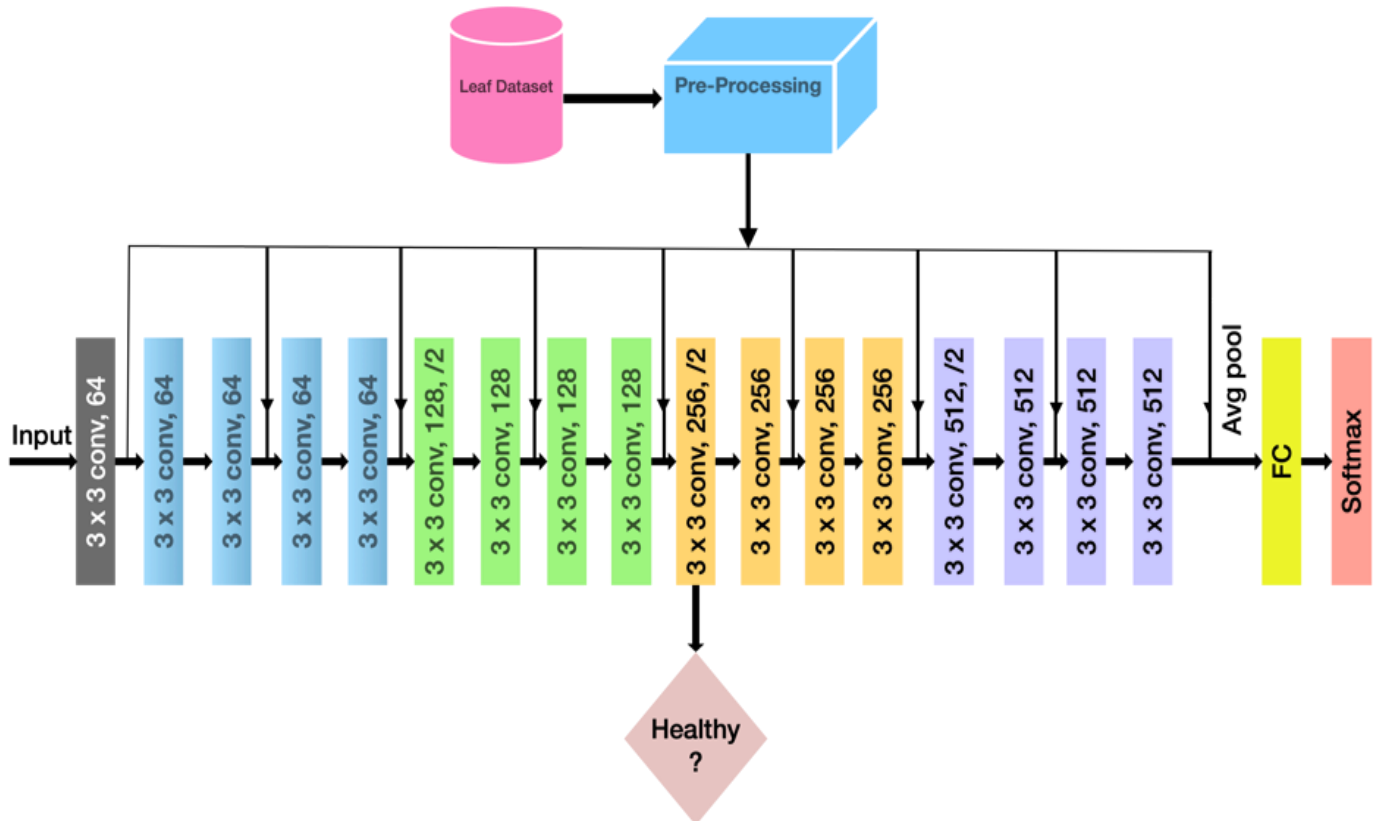 Leaf Dataset
Pre-Processing
Input
3 x 3 conv, 64
3 x 3 conv, 64
3 x 3 conv, 64
3 x 3 conv, 64
3 x 3 conv, 64
3 x 3 conv, 128, /2
3 x 3 conv, 128
3 x 3 conv, 128
3 x 3 conv, 128
3 x 3 conv, 256, /2
3 x 3 conv, 256
3 x 3 conv, 256
3 x 3 conv, 256
3 x 3 conv, 512, /2
3 x 3 conv, 512
3 x 3 conv, 512
3 x 3 conv, 512
Avg pool
FC
Softmax
Healthy
?